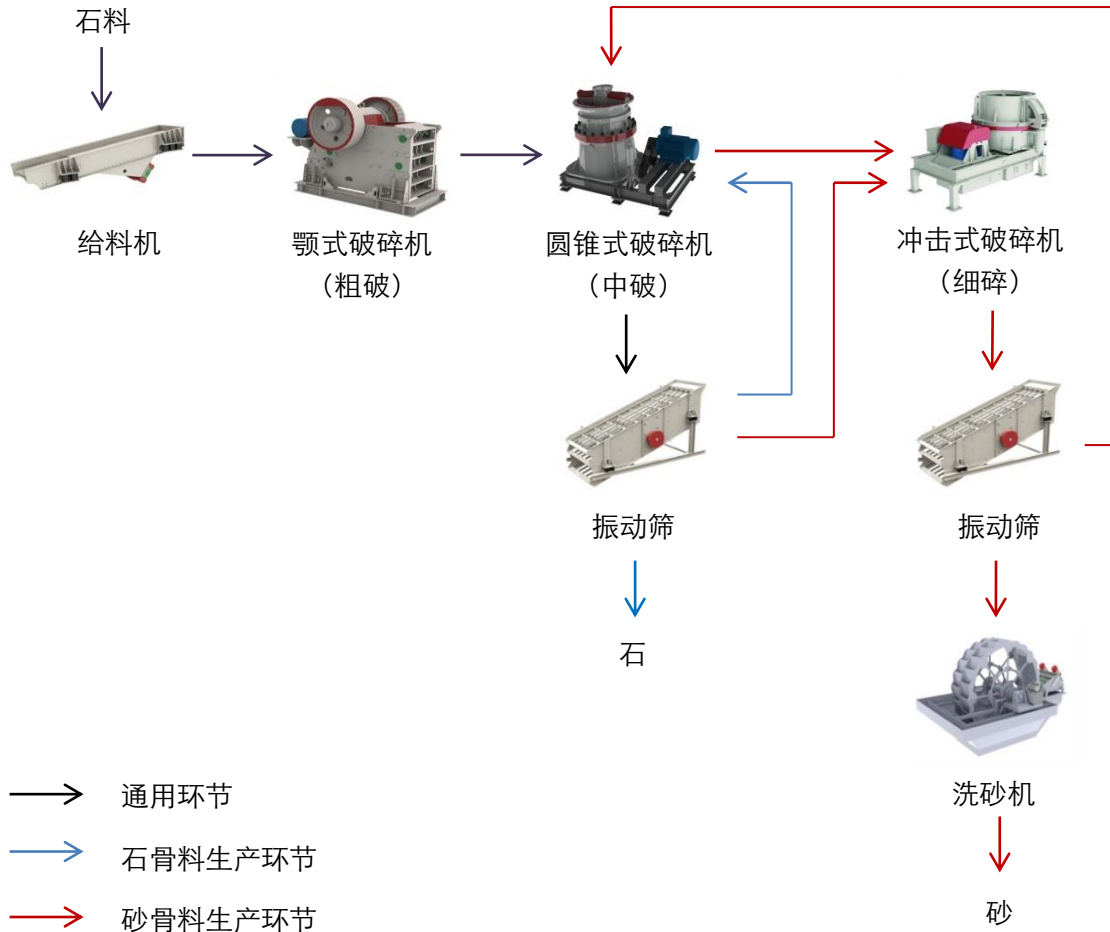 石料
给料机
颚式破碎机
（粗破）
圆锥式破碎机
（中破）
冲击式破碎机
（细碎）
振动筛
振动筛
石
洗砂机
砂
通用环节
石骨料生产环节
砂骨料生产环节